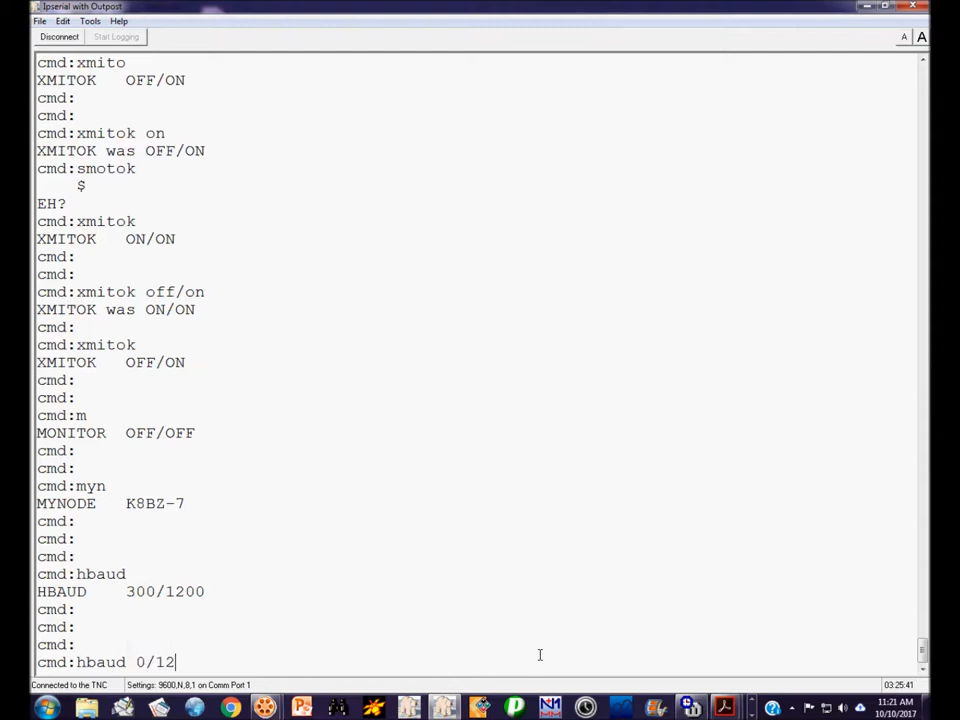 Ipserial with Outpost
File Edit Tools Help
Disconnect Start Logging A A
cmd:xmito
XMITOK OFF/ON
cmd:
cmd:
cmd:xmitok on
XMITOK was OFF/ON
cmd:smotok
$
EH?
cmd:xmitok
XMITOK ON/ON
cmd:
cmd:
cmd:xmitok off/on
XMITOK was ON/ON
cmd:
cmd:xmitok
XMITOK OFF/ON
cmd:
cmd:
cmd:m
MONITOR OFF/OFF
cmd:
cmd:
cmd:myn
MYNODE K8BZ-7
cmd:
cmd:
cmd:
cmd:hbaud
HBAUD 300/1200
cmd:
cmd:
cmd:
cmd:hbaud 0/12
Connected to the TNC Settings: 9600,N,8,1 on Comm Port 1 03:25:41
11:21 AM
10/10/2017